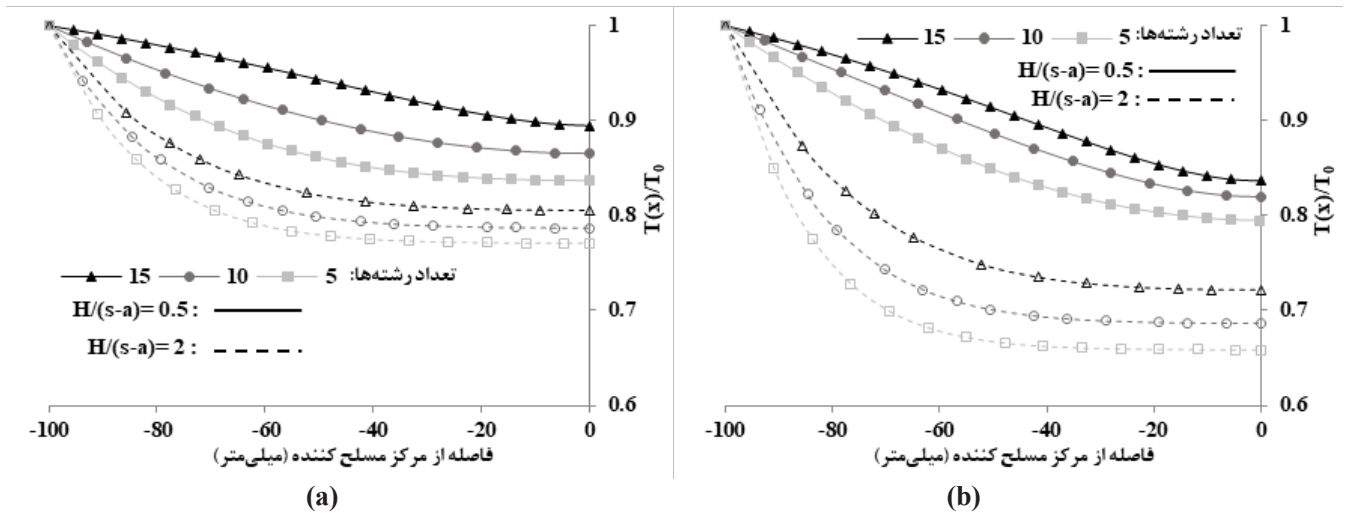 1
0.9
0.8
0.7
0.6
T(x)/T₀
تعداد رشته‌ها: 5 10 15
H/(s-a)= 0.5 :
H/(s-a)= 2 :
-100 -80 -60 -40 -20 0
فاصله از مرکز مسلح کننده (میلی‌متر)
(a)
1
0.9
0.8
0.7
0.6
T(x)/T₀
تعداد رشته‌ها: 5 10 15
H/(s-a)= 0.5 :
H/(s-a)= 2 :
-100 -80 -60 -40 -20 0
فاصله از مرکز مسلح کننده (میلی‌متر)
(b)